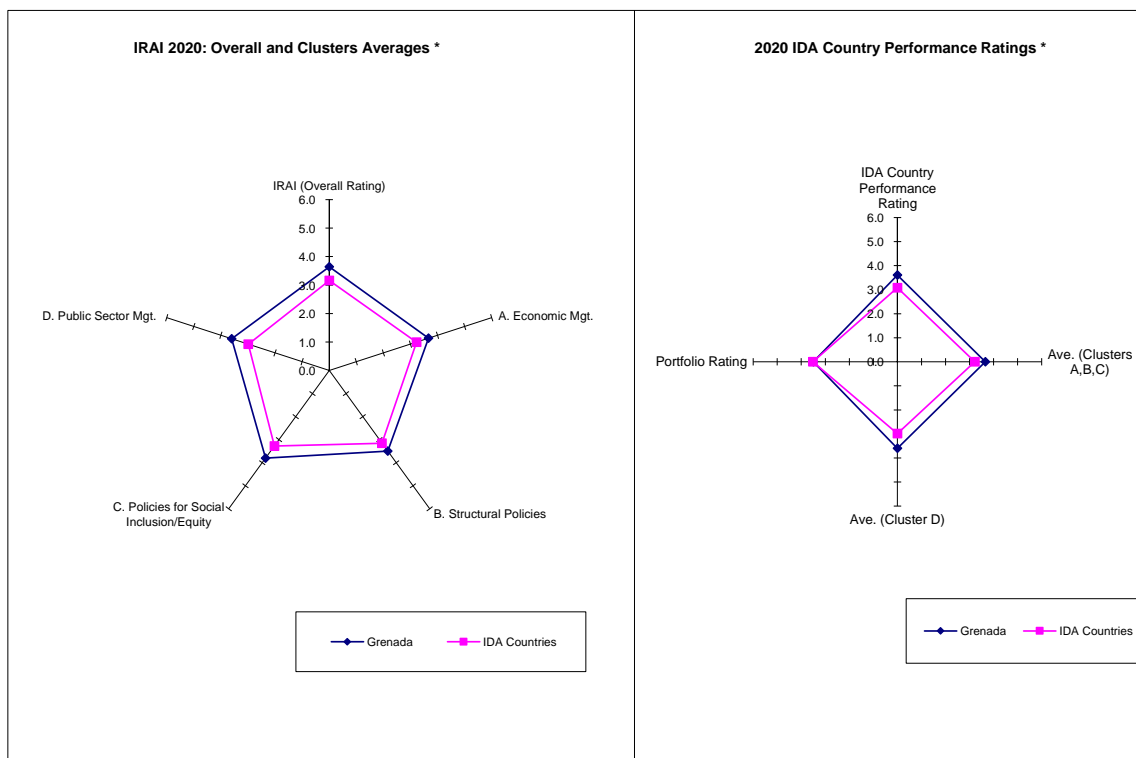 IRAI 2020: Overall and Clusters Averages *
IRAI (Overall Rating)
6.0
5.0
4.0
3.0
2.0
1.0
0.0
A. Economic Mgt.
B. Structural Policies
C. Policies for Social
Inclusion/Equity
D. Public Sector Mgt.
Grenada
IDA Countries
2020 IDA Country Performance Ratings *
IDA Country
Performance
Rating
6.0
5.0
4.0
3.0
2.0
1.0
0.0
Ave. (Clusters
A,B,C)
Ave. (Cluster D)
Portfolio Rating
Grenada
IDA Countries